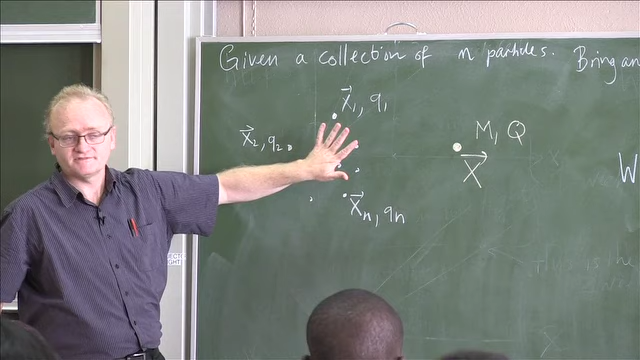 Given a collection of n particles. Bring an
x⃗₁, q₁
x⃗₂, q₂
M, Q
X⃗
x⃗ₙ, qₙ
W